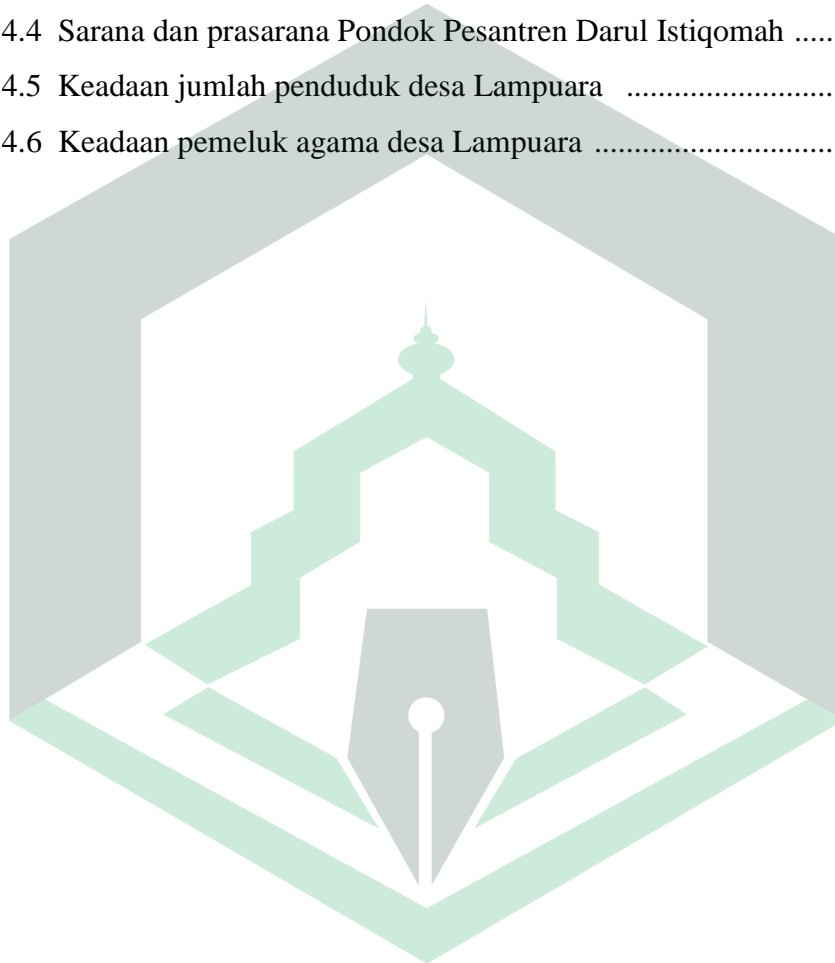 4.4 Sarana dan prasarana Pondok Pesantren Darul Istiqomah .....
4.5 Keadaan jumlah penduduk desa Lampuara ........................
4.6 Keadaan pemeluk agama desa Lampuara ............................